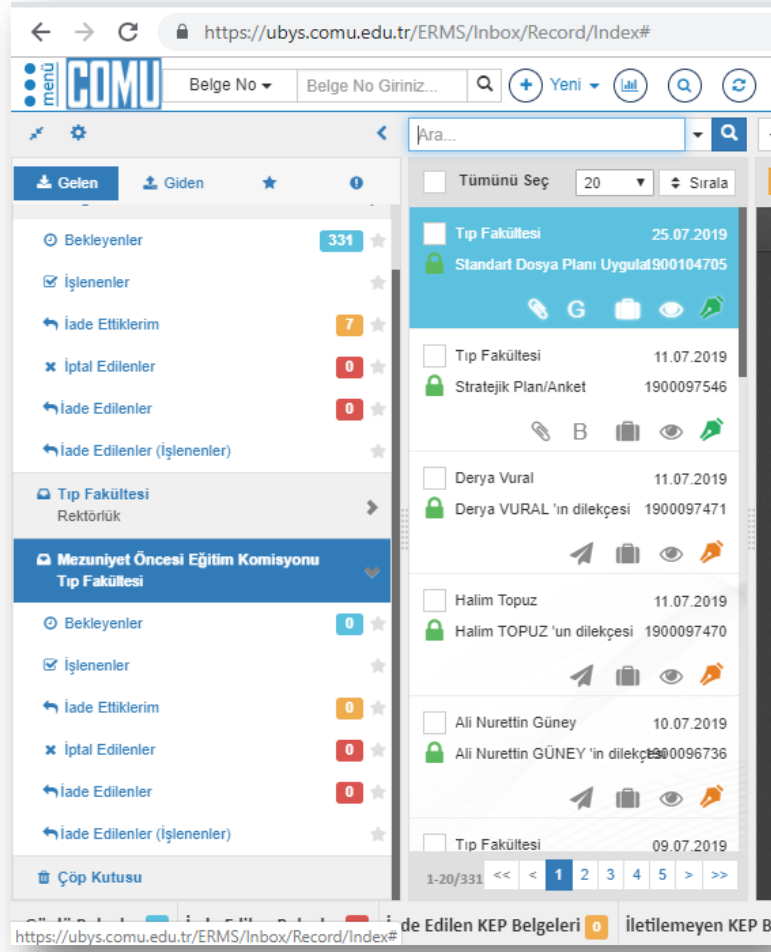 https://ubys.comu.edu.tr/ERMS/Inbox/Record/Index#
menü
COMU
Belge No
Belge No Giriniz...
Yeni
Ara...
Gelen
Giden
Tümünü Seç
20
Sırala
Bekleyenler 331
İşlenenler
İade Ettiklerim 7
İptal Edilenler 0
İade Edilenler 0
İade Edilenler (İşlenenler)
Tıp Fakültesi
Rektörlük
Mezuniyet Öncesi Eğitim Komisyonu
Tıp Fakültesi
Bekleyenler 0
İşlenenler
İade Ettiklerim 0
İptal Edilenler 0
İade Edilenler 0
İade Edilenler (İşlenenler)
Çöp Kutusu
Tıp Fakültesi 25.07.2019
Standart Dosya Planı Uygula1900104705
G
Tıp Fakültesi 11.07.2019
Stratejik Plan/Anket 1900097546
B
Derya Vural 11.07.2019
Derya VURAL 'ın dilekçesi 1900097471
Halim Topuz 11.07.2019
Halim TOPUZ 'un dilekçesi 1900097470
Ali Nurettin Güney 10.07.2019
Ali Nurettin GÜNEY 'in dilekçesi 1900096736
Tıp Fakültesi 09.07.2019
1-20/331 << < 1 2 3 4 5 > >>
de Edilen KEP Belgeleri 0 İletilemeyen KEP B
https://ubys.comu.edu.tr/ERMS/Inbox/Record/Index#